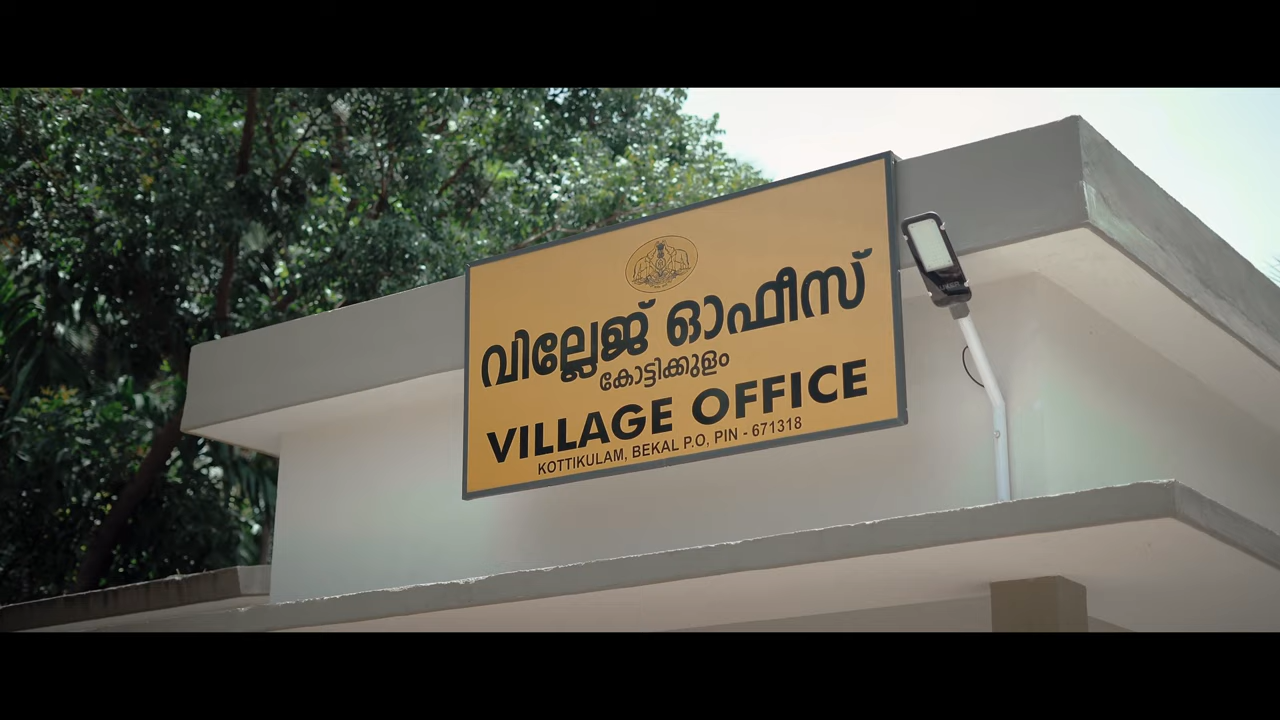 വില്ലേജ് ഓഫീസ്
കോട്ടിക്കുളം
VILLAGE OFFICE
KOTTIKULAM, BEKAL P.O, PIN - 671318